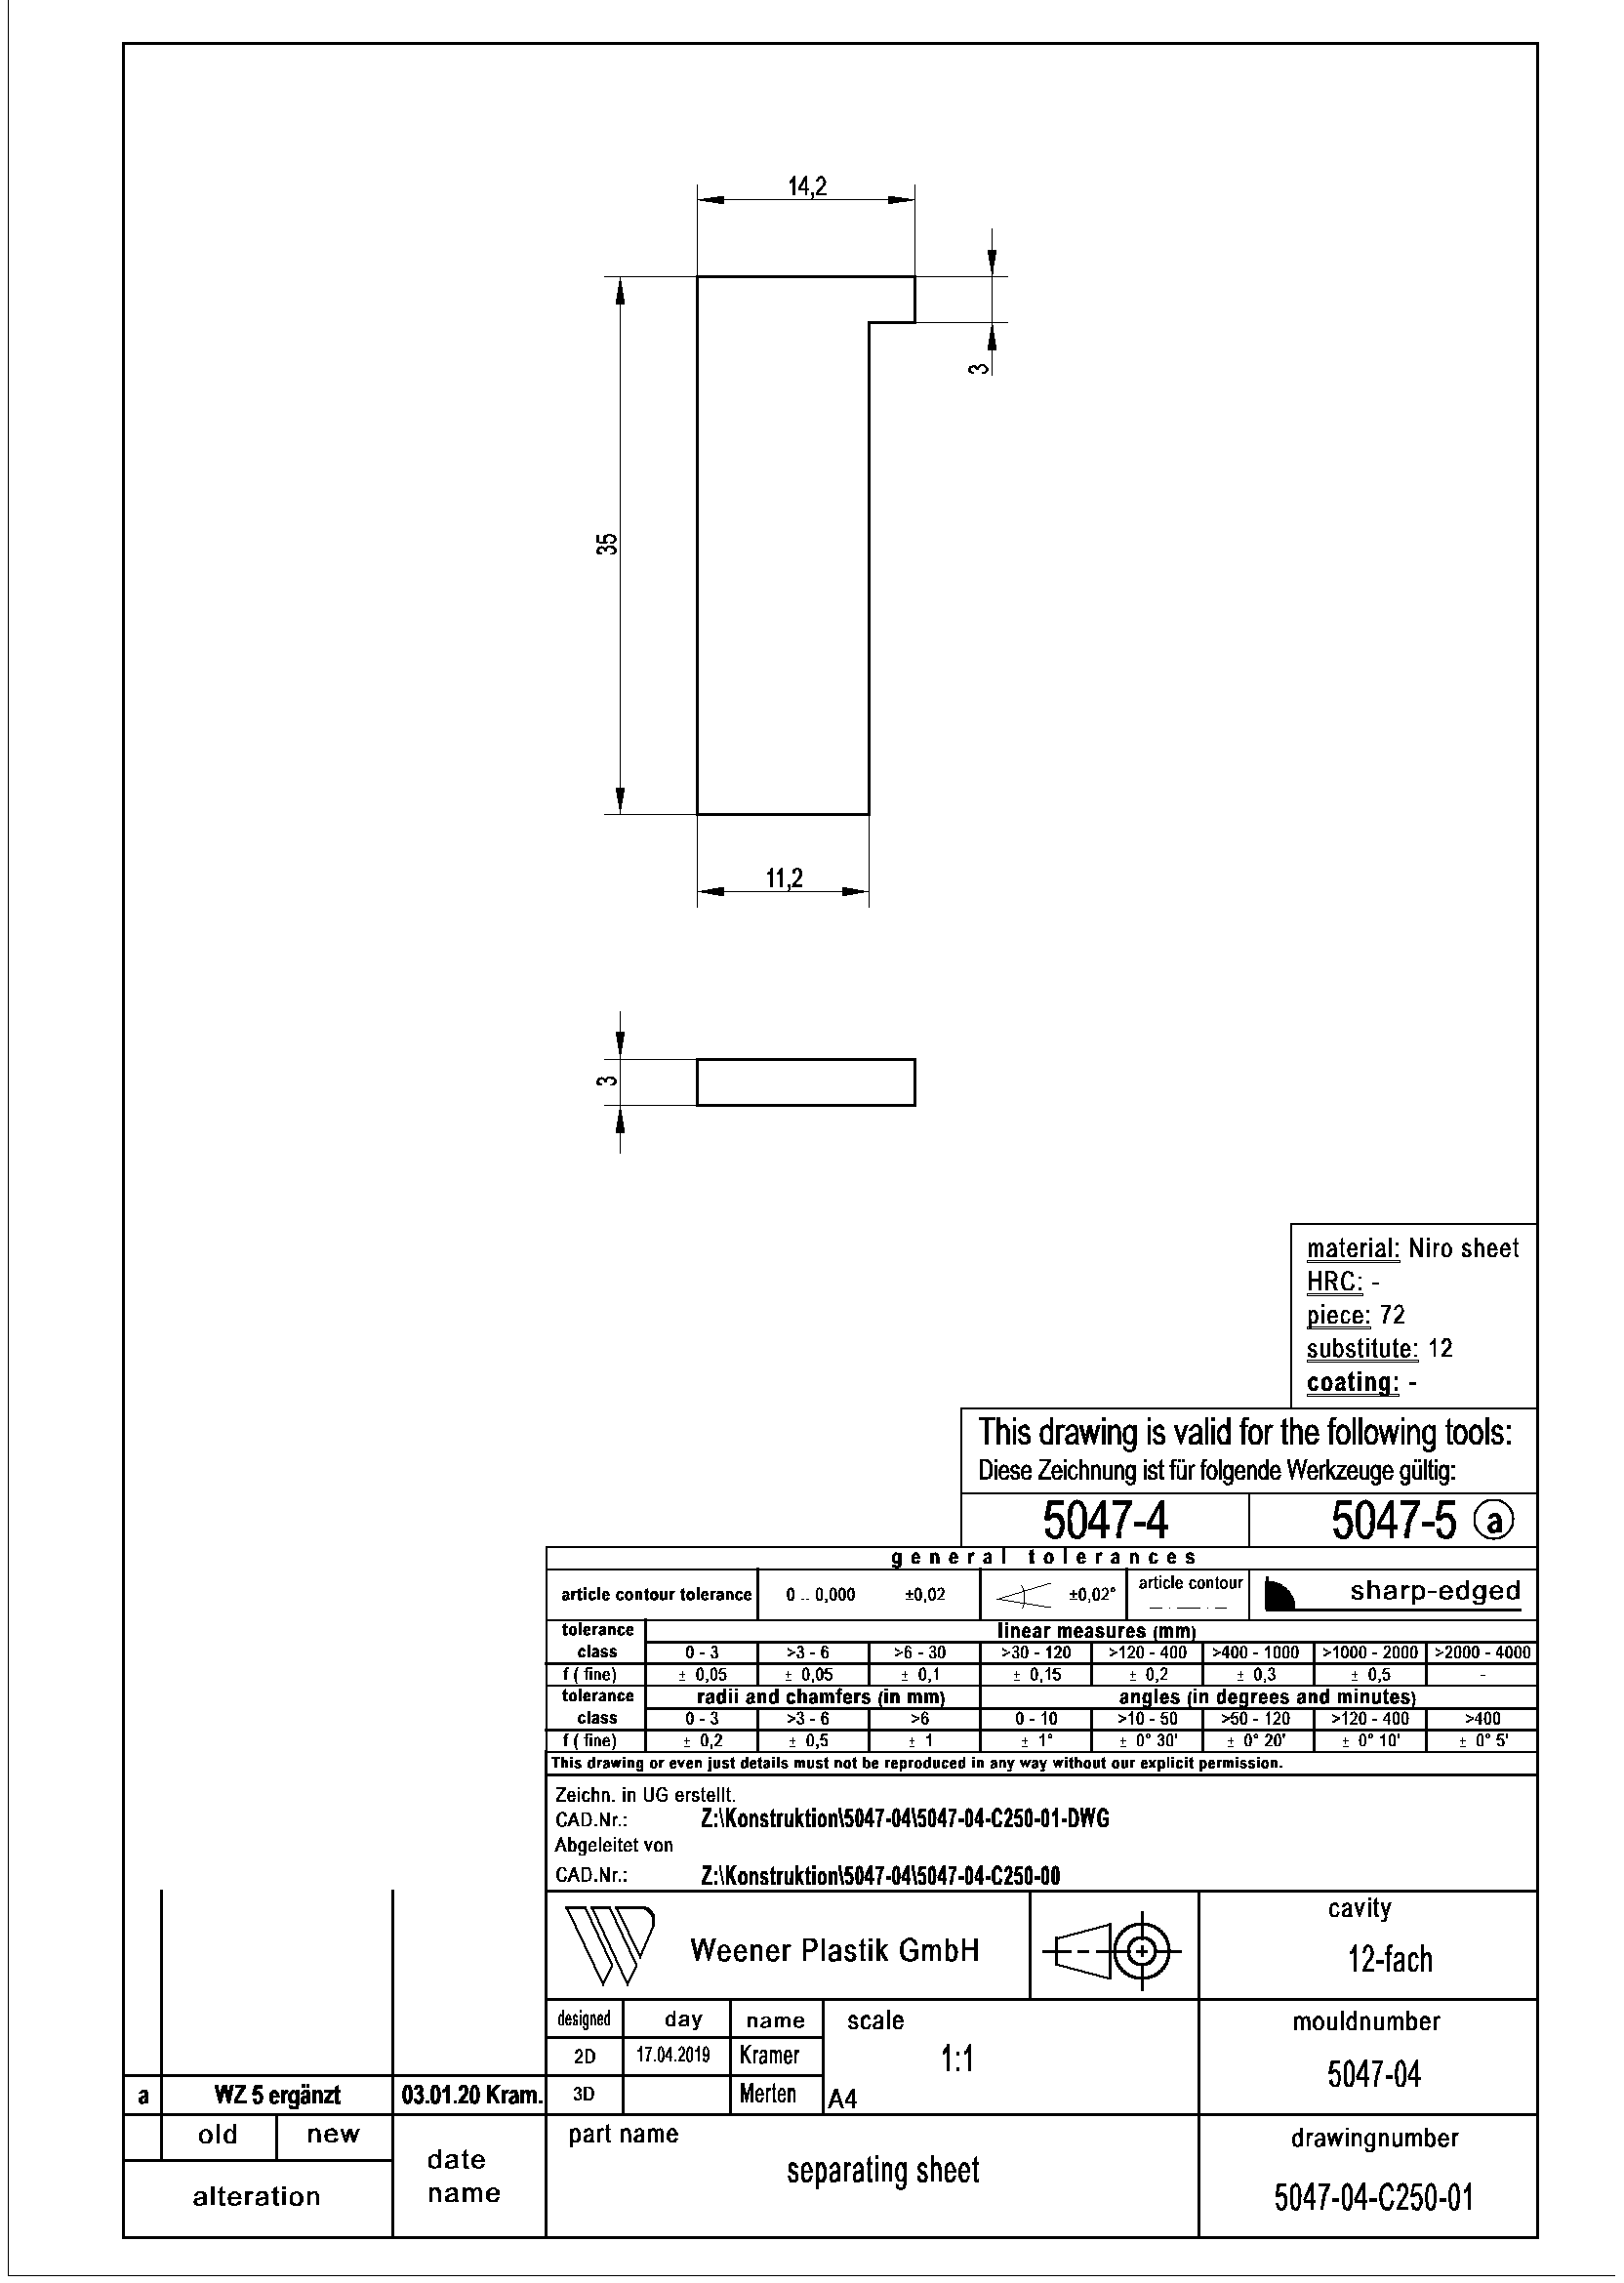 14,2
3
35
11,2
3
material: Niro sheet
HRC: -
piece: 72
substitute: 12
coating: -
This drawing is valid for the following tools:
Diese Zeichnung ist für folgende Werkzeuge gültig:
5047-4 5047-5 a
general tolerances
article contour tolerance 0 .. 0,000 ±0,02 ±0,02° article contour sharp-edged
tolerance class linear measures (mm)
0 - 3 >3 - 6 >6 - 30 >30 - 120 >120 - 400 >400 - 1000 >1000 - 2000 >2000 - 4000
f ( fine) ± 0,05 ± 0,05 ± 0,1 ± 0,15 ± 0,2 ± 0,3 ± 0,5 -
tolerance class radii and chamfers (in mm) angles (in degrees and minutes)
0 - 3 >3 - 6 >6 0 - 10 >10 - 50 >50 - 120 >120 - 400 >400
f ( fine) ± 0,2 ± 0,5 ± 1 ± 1° ± 0° 30' ± 0° 20' ± 0° 10' ± 0° 5'
This drawing or even just details must not be reproduced in any way without our explicit permission.
Zeichn. in UG erstellt.
CAD.Nr.: Z:\Konstruktion\5047-04\5047-04-C250-01-DWG
Abgeleitet von
CAD.Nr.: Z:\Konstruktion\5047-04\5047-04-C250-00
Weener Plastik GmbH
cavity
12-fach
designed day name scale
2D 17.04.2019 Kramer 1:1
3D Merten A4
mouldnumber
5047-04
a WZ 5 ergänzt 03.01.20 Kram.
old new
alteration
date
name
part name
separating sheet
drawingnumber
5047-04-C250-01